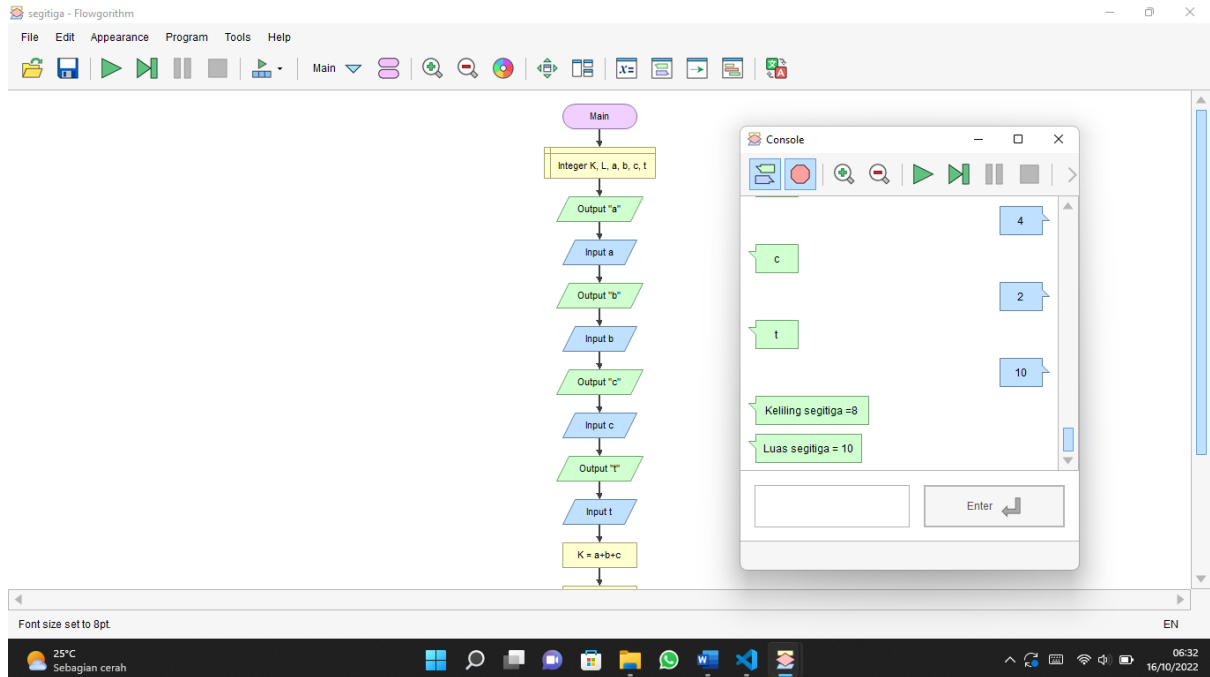 segitiga - Flowgorithm
File Edit Appearance Program Tools Help
Main
Main
Integer K, L, a, b, c, t
Output "a"
Input a
Output "b"
Input b
Output "c"
Input c
Output "t"
Input t
K = a+b+c
Console
4
c
2
t
10
Keliling segitiga =8
Luas segitiga = 10
Enter
Font size set to 8pt.
EN
25°C
Sebagian cerah
06:32
16/10/2022